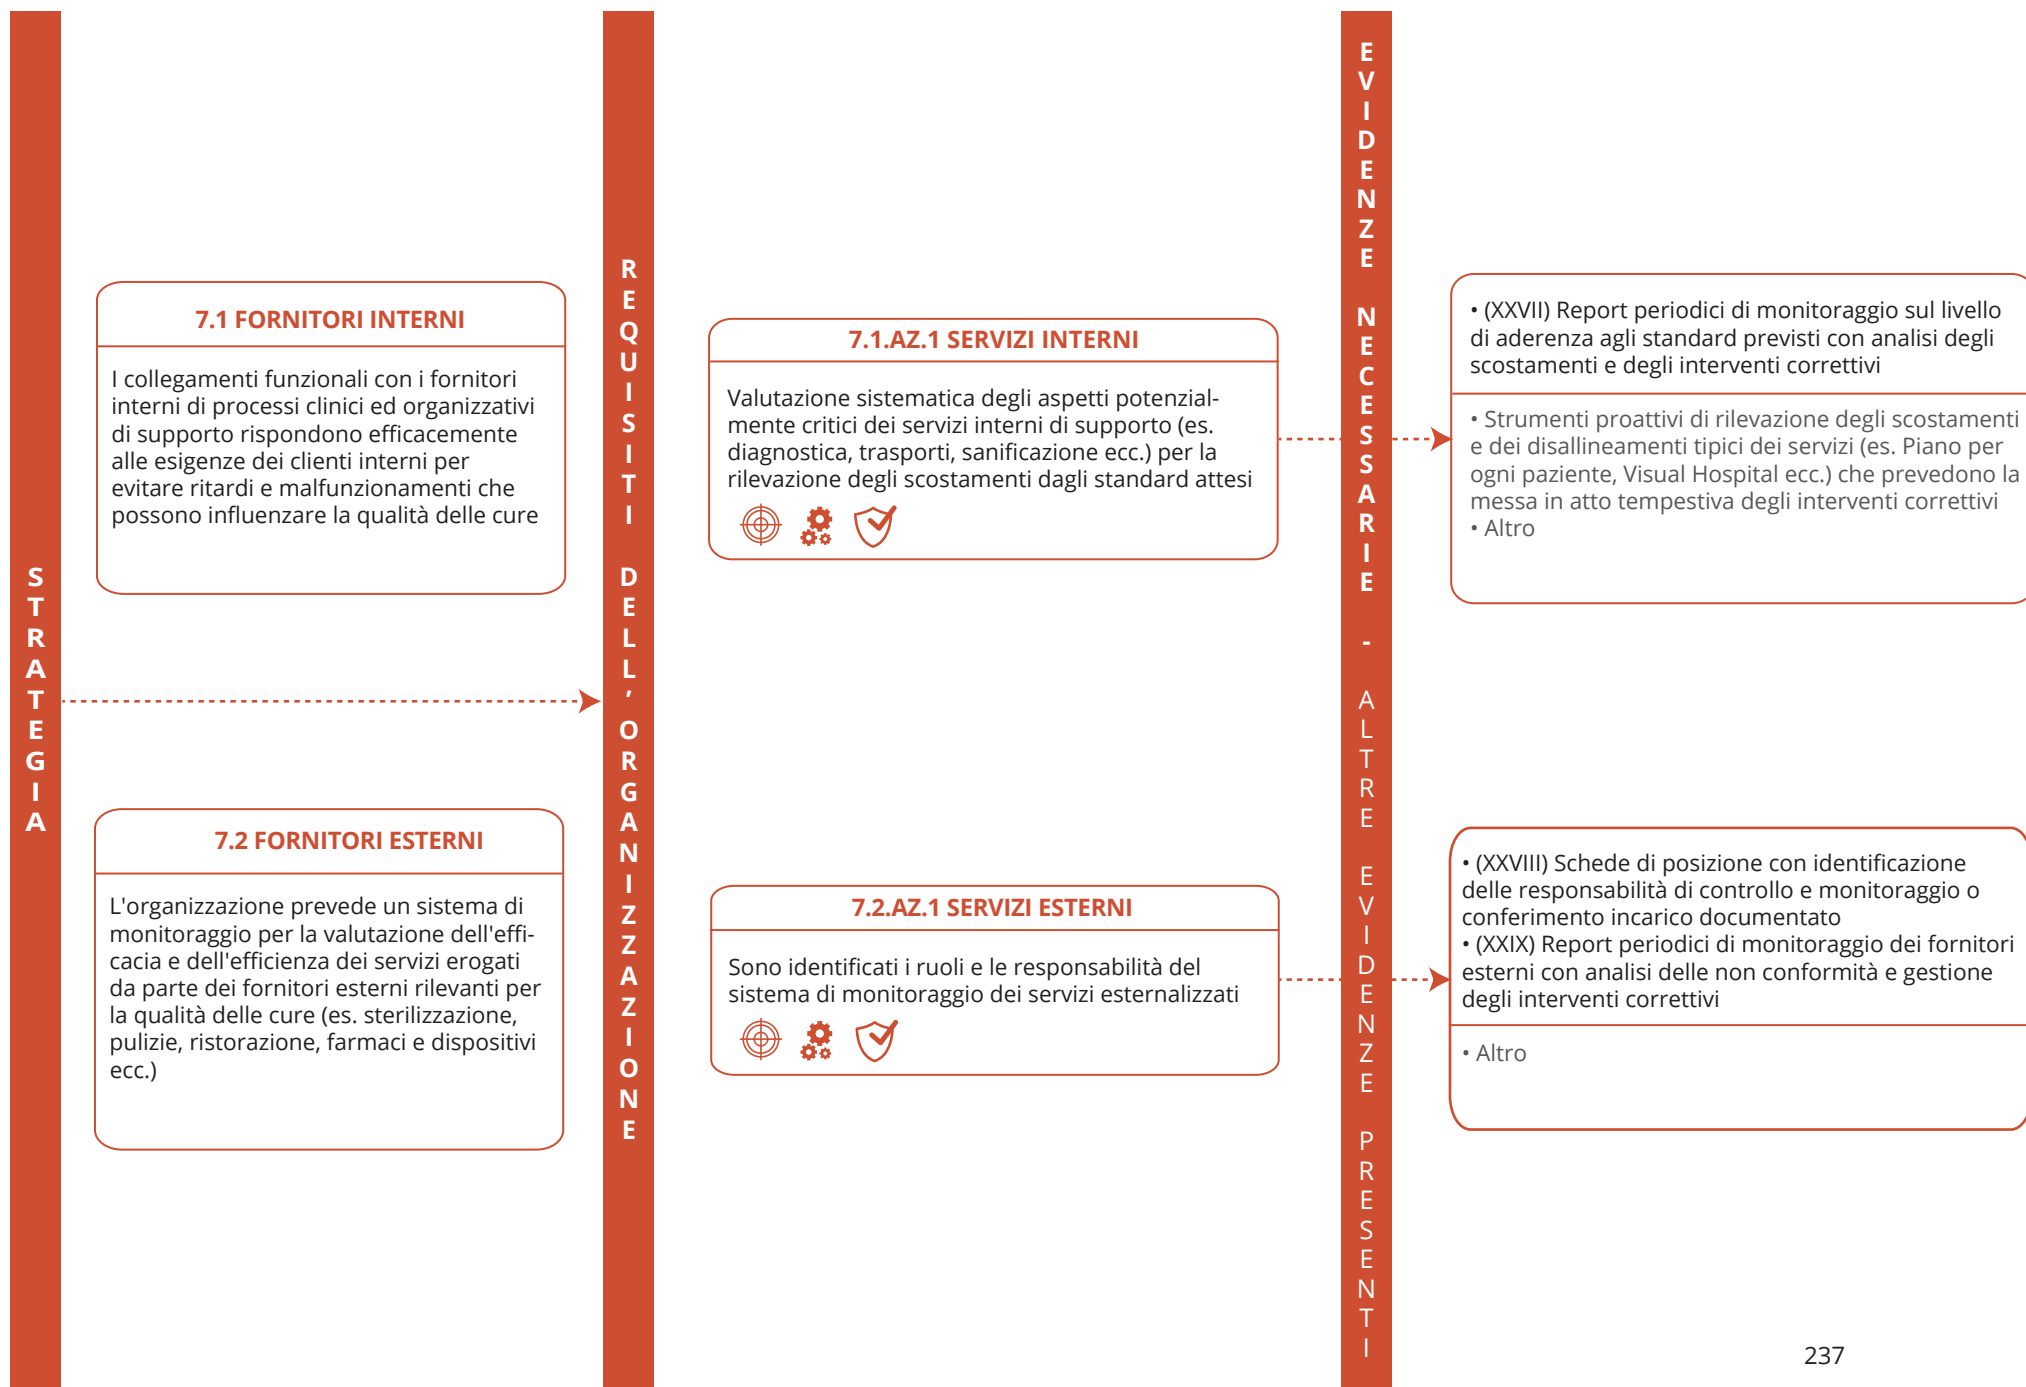 STRATEGIA
7.1 FORNITORI INTERNI
I collegamenti funzionali con i fornitori
interni di processi clinici ed organizzativi
di supporto rispondono efficacemente
alle esigenze dei clienti interni per
evitare ritardi e malfunzionamenti che
possono influenzare la qualità delle cure
7.2 FORNITORI ESTERNI
L'organizzazione prevede un sistema di
monitoraggio per la valutazione dell'effi-
cacia e dell'efficienza dei servizi erogati
da parte dei fornitori esterni rilevanti per
la qualità delle cure (es. sterilizzazione,
pulizie, ristorazione, farmaci e dispositivi
ecc.)
REQUISITI DELL'ORGANIZZAZIONE
7.1.AZ.1 SERVIZI INTERNI
Valutazione sistematica degli aspetti potenzial-
mente critici dei servizi interni di supporto (es.
diagnostica, trasporti, sanificazione ecc.) per la
rilevazione degli scostamenti dagli standard attesi
7.2.AZ.1 SERVIZI ESTERNI
Sono identificati i ruoli e le responsabilità del
sistema di monitoraggio dei servizi esternalizzati
EVIDENZE NECESSARIE - ALTRE EVIDENZE PRESENTI
• (XXVII) Report periodici di monitoraggio sul livello
di aderenza agli standard previsti con analisi degli
scostamenti e degli interventi correttivi
• Strumenti proattivi di rilevazione degli scostamenti
e dei disallineamenti tipici dei servizi (es. Piano per
ogni paziente, Visual Hospital ecc.) che prevedono la
messa in atto tempestiva degli interventi correttivi
• Altro
• (XXVIII) Schede di posizione con identificazione
delle responsabilità di controllo e monitoraggio o
conferimento incarico documentato
• (XXIX) Report periodici di monitoraggio dei fornitori
esterni con analisi delle non conformità e gestione
degli interventi correttivi
• Altro
237